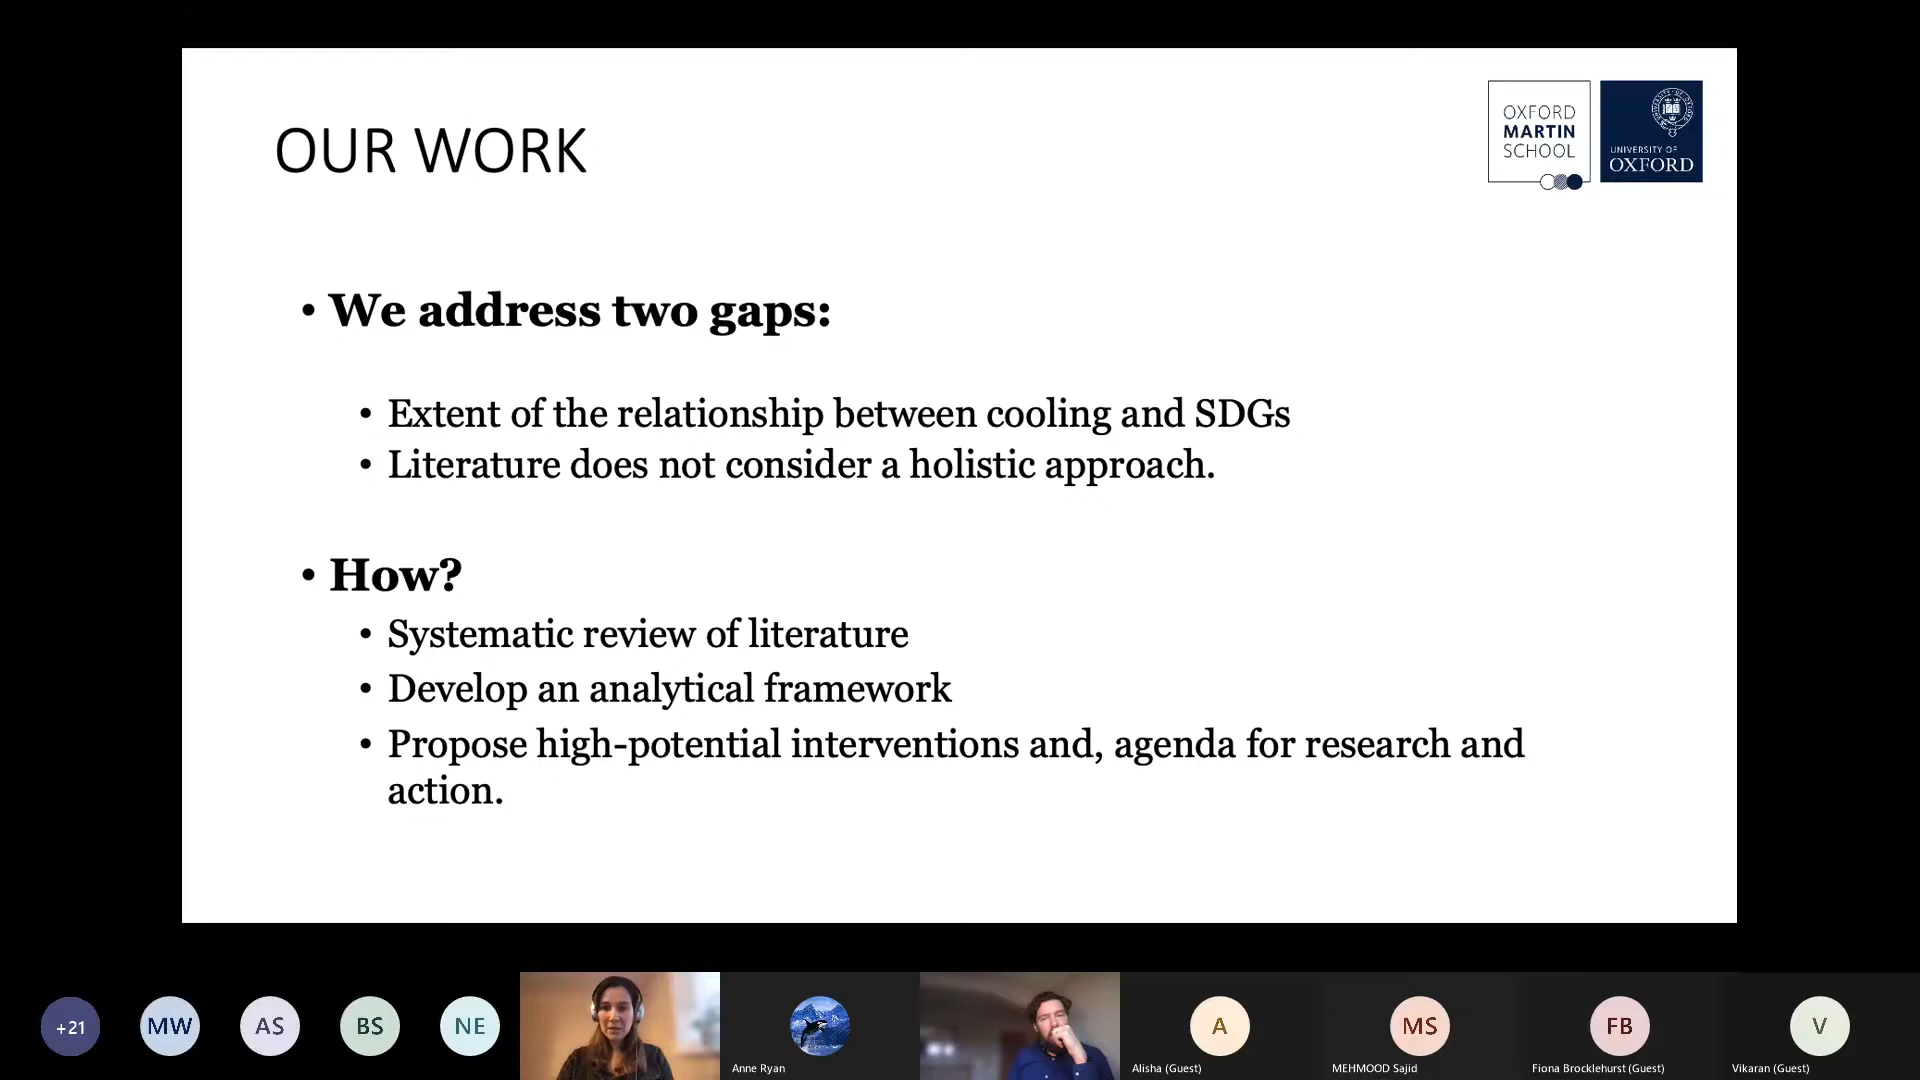 OUR WORK
OXFORD
MARTIN
SCHOOL
UNIVERSITY OF
OXFORD
• We address two gaps:
• Extent of the relationship between cooling and SDGs
• Literature does not consider a holistic approach.
• How?
• Systematic review of literature
• Develop an analytical framework
• Propose high-potential interventions and, agenda for research and
action.
+21
MW
AS
BS
NE
Anne Ryan
A
Alisha (Guest)
MS
MEHMOOD Sajid
FB
Fiona Brocklehurst (Guest)
V
Vikaran (Guest)